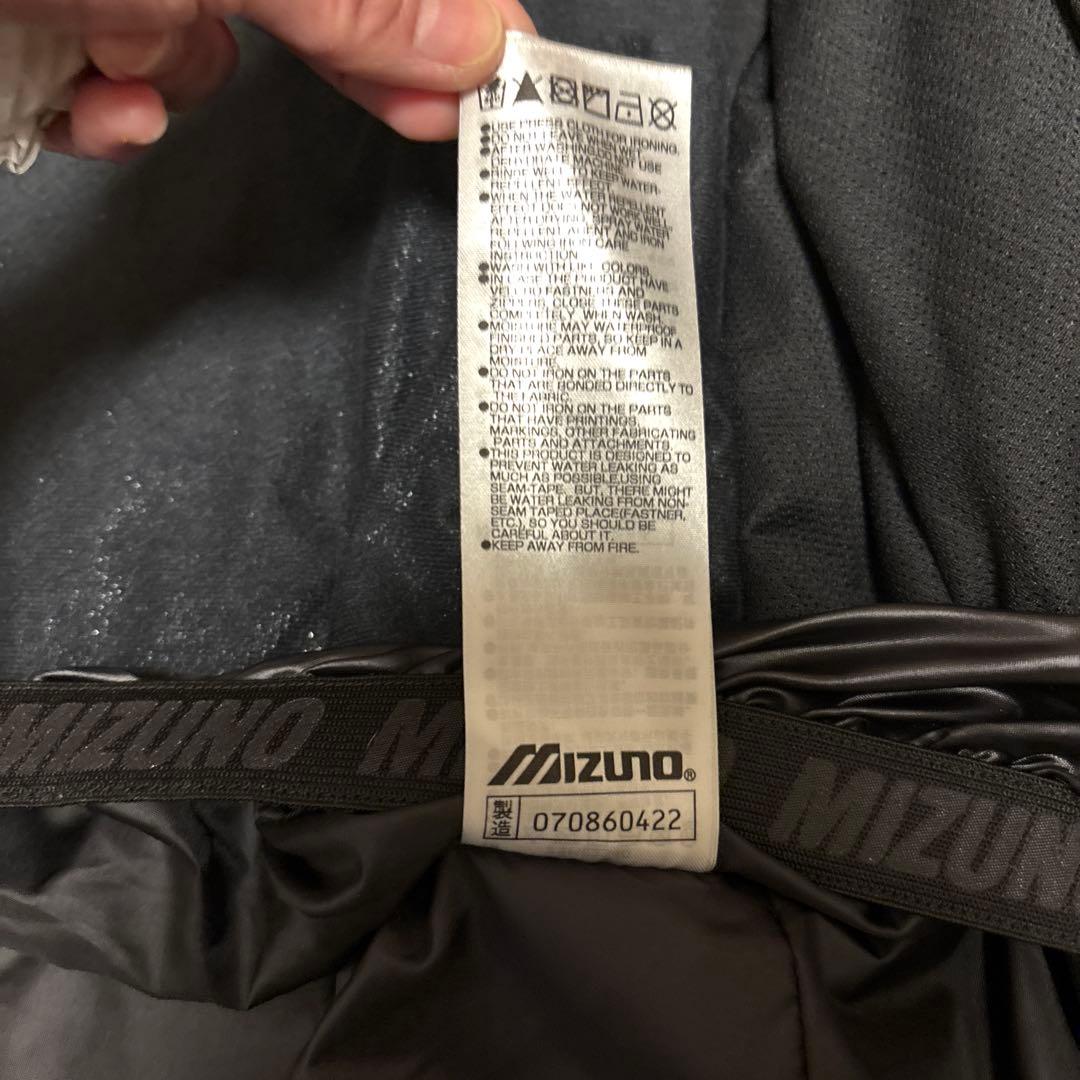 ●USE PRESS CLOTH FOR IRONING.
●DO NOT LEAVE WHEN WET
●AFTER WASHING DO NOT USE
DEHYDRATE MACHINE.
●RINSE WELL TO KEEP WATER-
REPELLENT EFFECT.
●WHEN THE WATER REPELLENT
EFFECT DOES NOT WORK WELL
AFTER DRYING, SPRAY WATER
REPELLENT AGENT AND IRON
FOLLWING IRON CARE
INSTRUCTION
●WASH WITH LIKE COLORS.
●IN CASE THE PRODUCT HAVE
VELCRO FASTNERS AND
ZIPPERS, CLOSE THESE PARTS
COMPLETELY, WHEN WASH.
●MOISTURE MAY WATERPROOF
FINISHED PARTS, SO KEEP IN A
DRY PLACE AWAY FROM
MOISTURE.
●DO NOT IRON ON THE PARTS
THAT ARE BONDED DIRECTLY TO
THE FABRIC.
●DO NOT IRON ON THE PARTS
THAT HAVE PRINTINGS,
MARKINGS, OTHER FABRICATING
PARTS AND ATTACHMENTS.
●THIS PRODUCT IS DESIGNED TO
PREVENT WATER LEAKING AS
MUCH AS POSSIBLE,USING
SEAM-TAPE. BUT, THERE MIGHT
BE WATER LEAKING FROM NON-
SEAM TAPED PLACE(FASTNER,
ETC.), SO YOU SHOULD BE
CAREFUL ABOUT IT.
●KEEP AWAY FROM FIRE.
MIZUNO M
MIZUNO®
MIZUN
製造 070860422